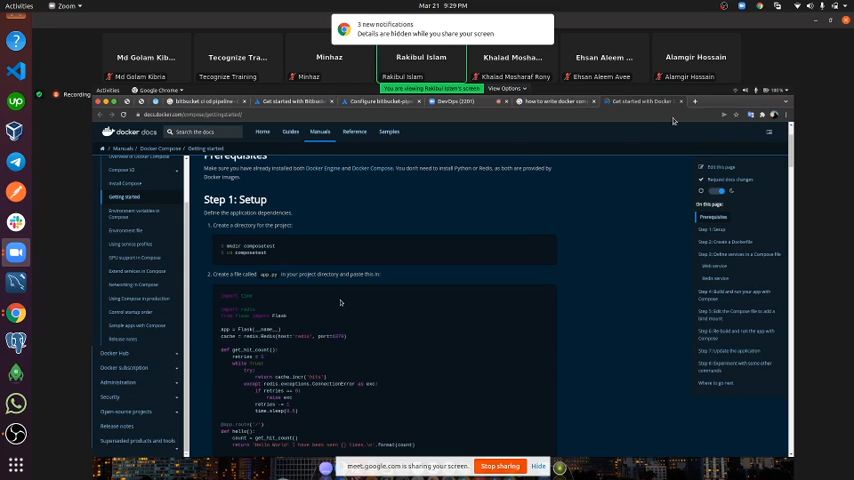 Activities
Zoom
Mar 21 9:29 PM
3 new notifications
Details are hidden while you share your screen
Md Golam Kib...
Tecognize Tra...
Minhaz
Rakibul Islam
Khalad Mosha...
Ehsan Aleem ...
Alamgir Hossain
Md Golam Kibria
Tecognize Training
Minhaz
Rakibul Islam
Khalad Mosharaf Rony
Ehsan Aleem Avee
Alamgir Hossain
You are viewing Rakibul Islam's screen
View Options
Recording
Activities
Google Chrome
bitbucket ci cd pipeline
Get started with Bitbuc
Configure bitbucket-pip
DevOps (2201)
how to write docker com
Get started with Docker
docs.docker.com/compose/gettingstarted/
docker docs
Search the docs
Home
Guides
Manuals
Reference
Samples
Manuals / Docker Compose / Getting started
Compose V2
Install Compose
Getting started
Environment variables in
Compose
Environment file
Using service profiles
GPU support in Compose
Extend services in Compose
Networking in Compose
Using Compose in production
Control startup order
Sample apps with Compose
Release notes
Docker Hub
Docker subscription
Administration
Security
Open source projects
Release notes
Superseded products and tools
Prerequisites
Make sure you have already installed both Docker Engine and Docker Compose. You don't need to install Python or Redis, as both are provided by
Docker images.
Step 1: Setup
Define the application dependencies.
1. Create a directory for the project:
$ mkdir composetest
$ cd composetest
2. Create a file called app.py in your project directory and paste this in:
import time
import redis
from flask import Flask
app = Flask(__name__)
cache = redis.Redis(host='redis', port=6379)
def get_hit_count():
retries = 5
while True:
try:
return cache.incr('hits')
except redis.exceptions.ConnectionError as exc:
if retries == 0:
raise exc
retries -= 1
time.sleep(0.5)
@app.route('/')
def hello():
count = get_hit_count()
return 'Hello World! I have been seen {} times.\n'.format(count)
Edit this page
Request docs changes
On this page:
Prerequisites
Step 1: Setup
Step 2: Create a Dockerfile
Step 3: Define services in a Compose
file
Web service
Redis service
Step 4: Build and run your app with
Compose
Step 5: Edit the Compose file to add a
bind mount
Step 6: Re-build and run the app with
Compose
Step 7: Update the application
Step 8: Experiment with some other
commands
Where to go next
meet.google.com is sharing your screen.
Stop sharing
Hide